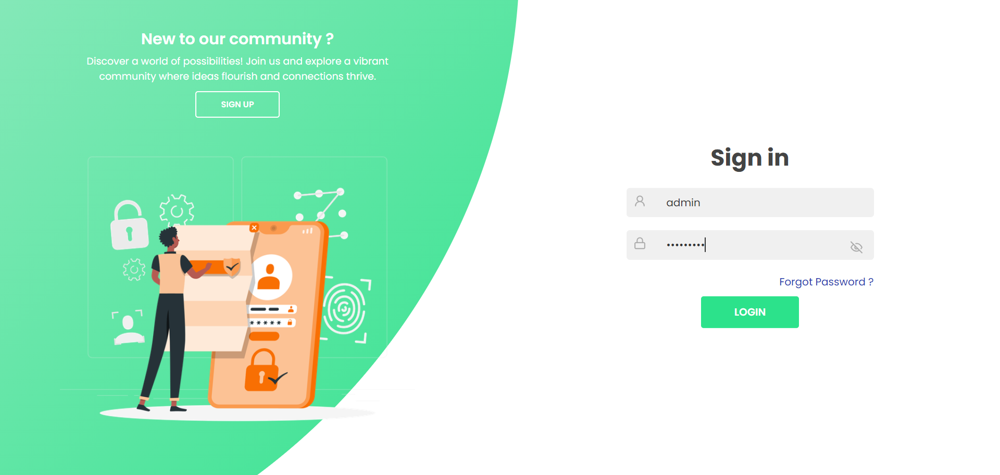 New to our community ?
Discover a world of possibilities! Join us and explore a vibrant
community where ideas flourish and connections thrive.
SIGN UP
*****
Sign in
admin
•••••••••
Forgot Password ?
LOGIN